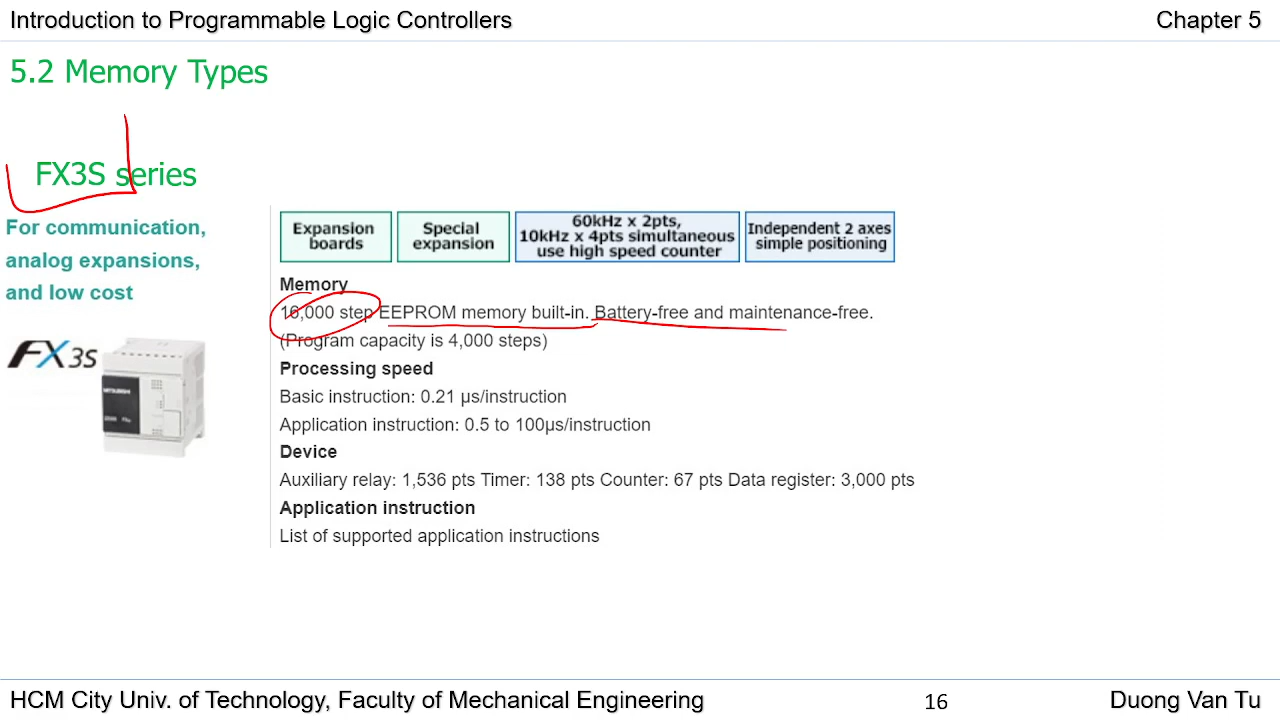 Introduction to Programmable Logic Controllers
Chapter 5
5.2 Memory Types
FX3S series
For communication,
analog expansions,
and low cost
FX3S
MITSUBISHI
Expansion
boards
Special
expansion
60kHz x 2pts,
10kHz x 4pts simultaneous
use high speed counter
Independent 2 axes
simple positioning
Memory
16,000 step EEPROM memory built-in. Battery-free and maintenance-free.
(Program capacity is 4,000 steps)
Processing speed
Basic instruction: 0.21 μs/instruction
Application instruction: 0.5 to 100μs/instruction
Device
Auxiliary relay: 1,536 pts Timer: 138 pts Counter: 67 pts Data register: 3,000 pts
Application instruction
List of supported application instructions
HCM City Univ. of Technology, Faculty of Mechanical Engineering
16
Duong Van Tu